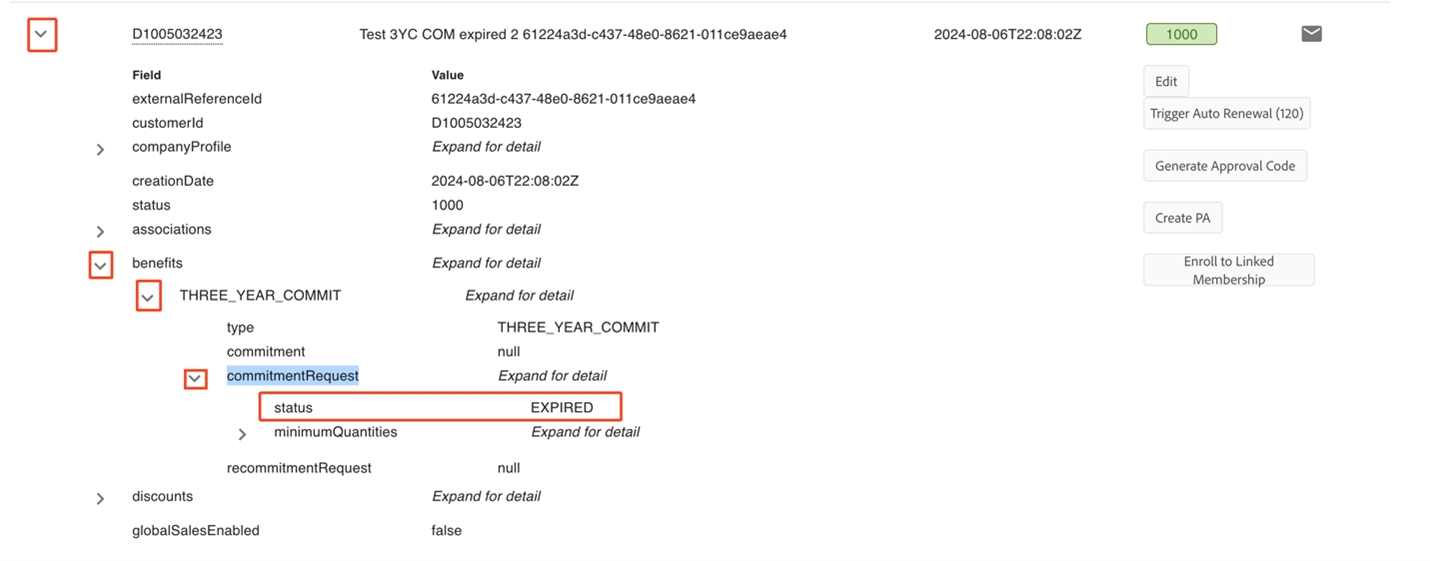 D1005032423 Test 3YC COM expired 2 61224a3d-c437-48e0-8621-011ce9aeae4 2024-08-06T22:08:02Z 1000
Field Value
Edit
externalReferenceId 61224a3d-c437-48e0-8621-011ce9aeae4
Trigger Auto Renewal (120)
customerId D1005032423
companyProfile Expand for detail
Generate Approval Code
creationDate 2024-08-06T22:08:02Z
status 1000
Create PA
associations Expand for detail
benefits Expand for detail
Enroll to Linked
Membership
THREE_YEAR_COMMIT Expand for detail
type THREE_YEAR_COMMIT
commitment null
commitmentRequest Expand for detail
status EXPIRED
minimumQuantities Expand for detail
recommitmentRequest null
discounts Expand for detail
globalSalesEnabled false